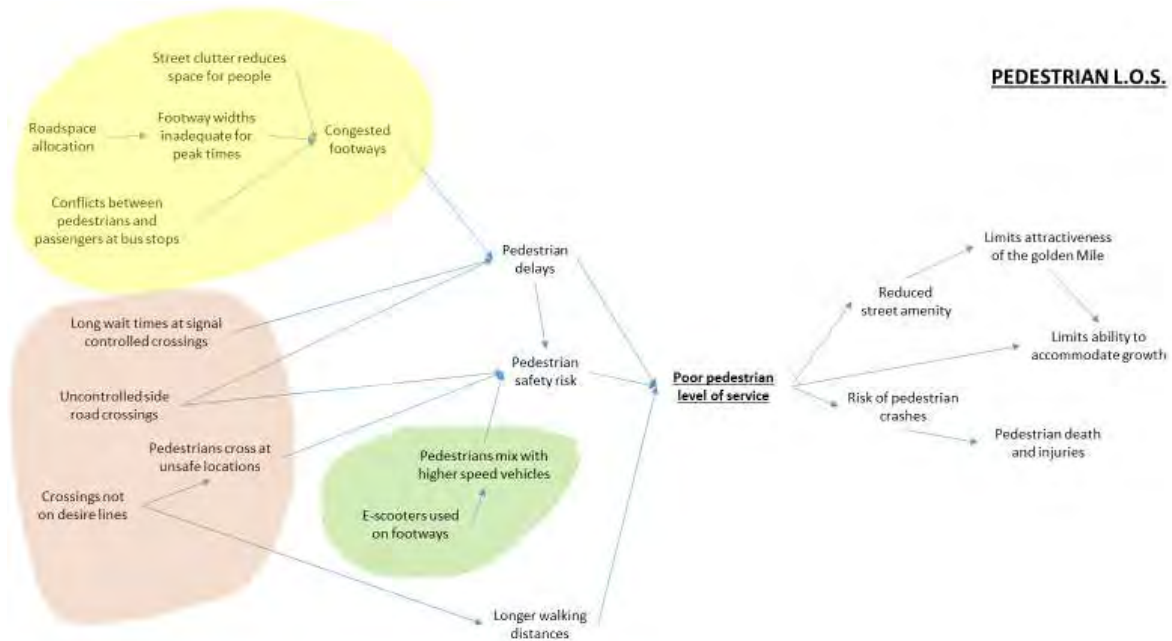 PEDESTRIAN L.O.S.
Street clutter reduces
space for people
Roadspace
allocation
Footway widths
inadequate for
peak times
Congested
footways
Conflicts between
pedestrians and
passengers at bus stops
Pedestrian
delays
Long wait times at signal
controlled crossings
Uncontrolled side
road crossings
Pedestrian
safety risk
Pedestrians cross at
unsafe locations
Crossings not
on desire lines
Pedestrians mix with
higher speed vehicles
E-scooters used
on footways
Longer walking
distances
Poor pedestrian
level of service
Reduced
street amenity
Limits attractiveness
of the golden Mile
Limits ability to
accommodate growth
Risk of pedestrian
crashes
Pedestrian death
and injuries